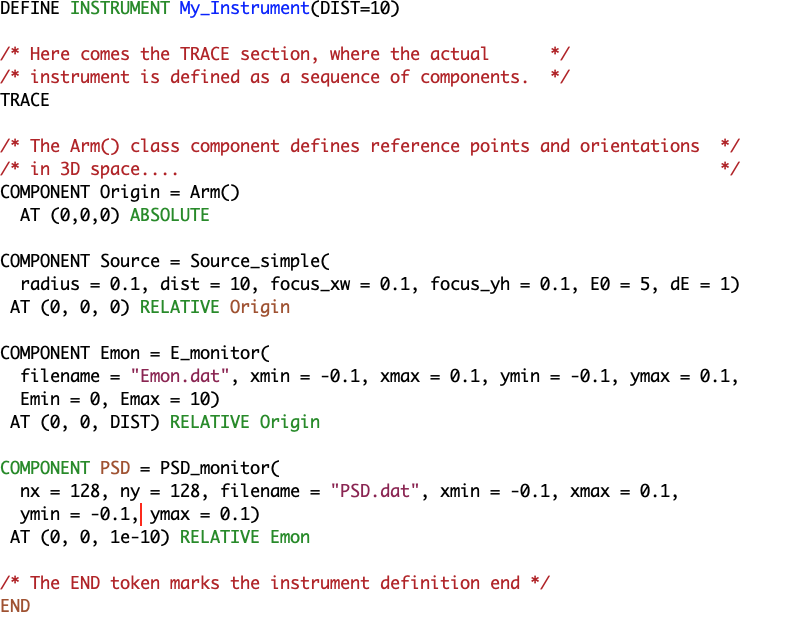 DEFINE INSTRUMENT My_Instrument(DIST=10)
/* Here comes the TRACE section, where the actual      */
/* instrument is defined as a sequence of components.  */
TRACE
/* The Arm() class component defines reference points and orientations  */
/* in 3D space....                                                      */
COMPONENT Origin = Arm()
  AT (0,0,0) ABSOLUTE
COMPONENT Source = Source_simple(
  radius = 0.1, dist = 10, focus_xw = 0.1, focus_yh = 0.1, E0 = 5, dE = 1)
 AT (0, 0, 0) RELATIVE Origin
COMPONENT Emon = E_monitor(
  filename = "Emon.dat", xmin = -0.1, xmax = 0.1, ymin = -0.1, ymax = 0.1,
  Emin = 0, Emax = 10)
 AT (0, 0, DIST) RELATIVE Origin
COMPONENT PSD = PSD_monitor(
  nx = 128, ny = 128, filename = "PSD.dat", xmin = -0.1, xmax = 0.1,
  ymin = -0.1, ymax = 0.1)
 AT (0, 0, 1e-10) RELATIVE Emon
/* The END token marks the instrument definition end */
END